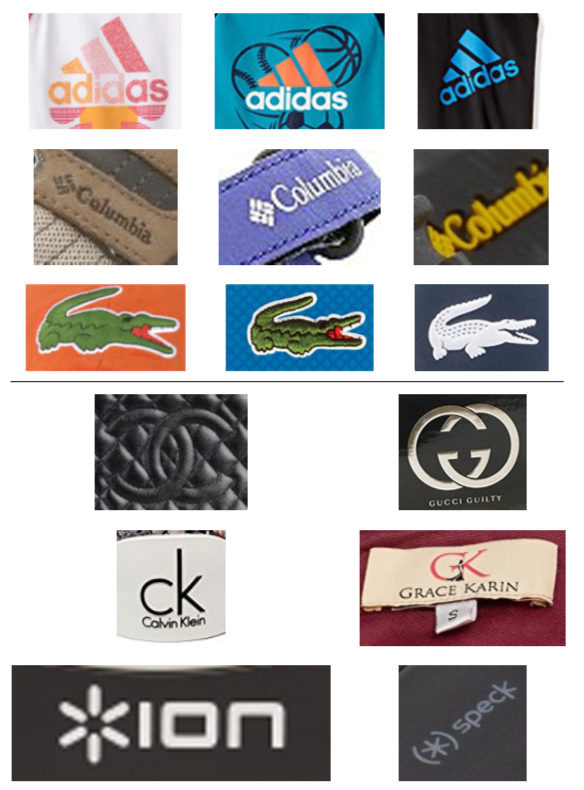 adidas
adidas
adidas
Columbia
Columbia
Columbia
GUCCI GUILTY
ck
Calvin Klein
GK
GRACE KARIN
S
ion
(*) speck